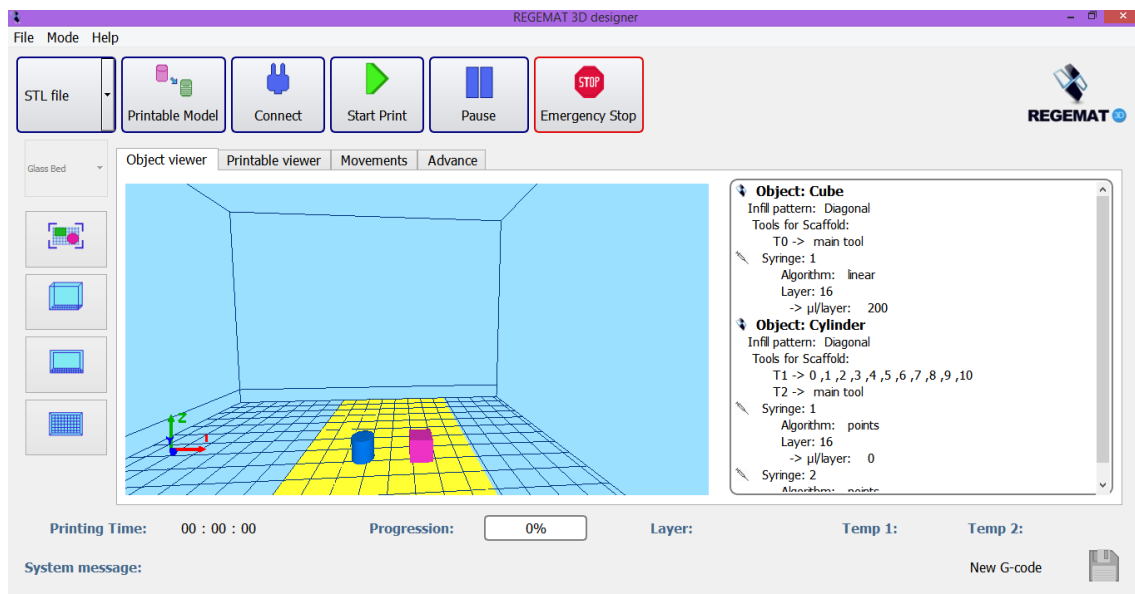 REGEMAT 3D designer
File Mode Help
STL file
Printable Model
Connect
Start Print
Pause
STOP
Emergency Stop
REGEMAT 3D
Glass Bed
Object viewer
Printable viewer
Movements
Advance
Z
Object: Cube
Infill pattern: Diagonal
Tools for Scaffold:
T0 -> main tool
Syringe: 1
Algorithm: linear
Layer: 16
-> µl/layer: 200
Object: Cylinder
Infill pattern: Diagonal
Tools for Scaffold:
T1 -> 0 ,1 ,2 ,3 ,4 ,5 ,6 ,7 ,8 ,9 ,10
T2 -> main tool
Syringe: 1
Algorithm: points
Layer: 16
-> µl/layer: 0
Syringe: 2
Algorithm: points
Printing Time: 00 : 00 : 00
Progression: 0%
Layer:
Temp 1:
Temp 2:
System message:
New G-code